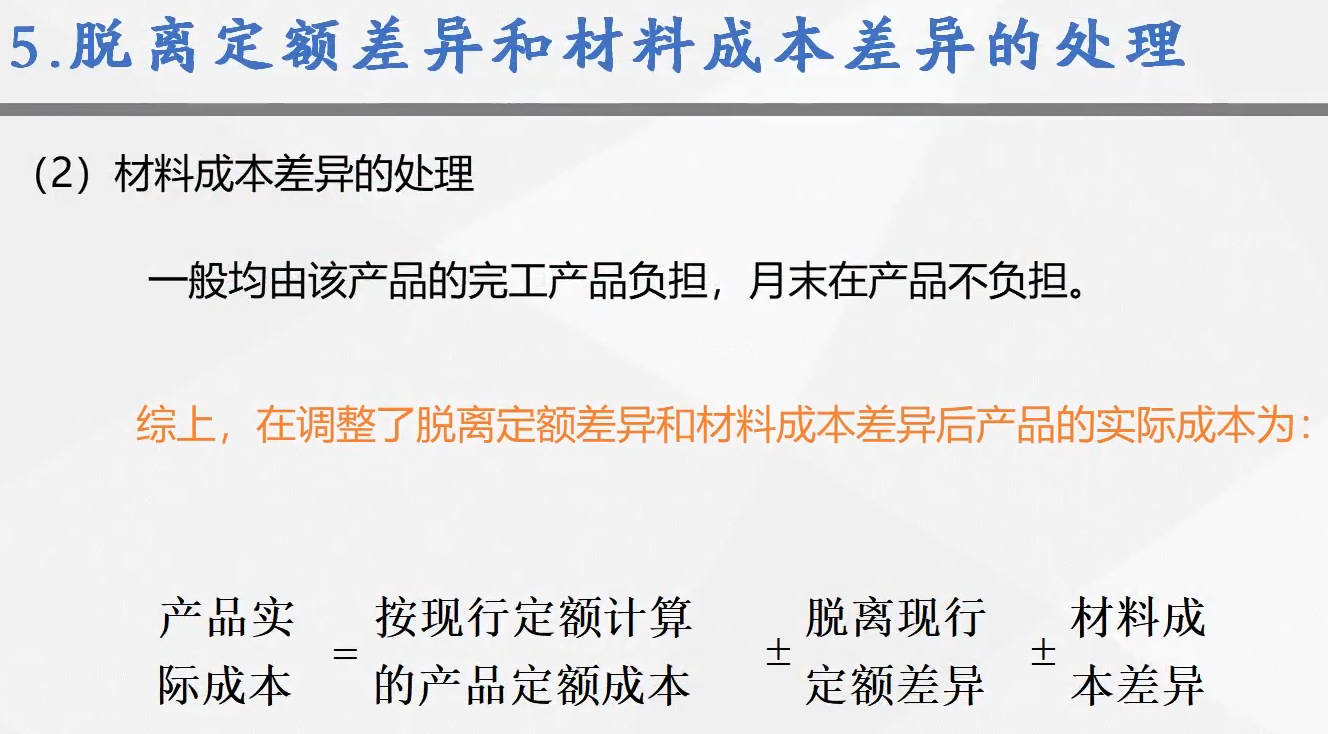 5.脱离定额差异和材料成本差异的处理
（2）材料成本差异的处理
一般均由该产品的完工产品负担，月末在产品不负担。
综上，在调整了脱离定额差异和材料成本差异后产品的实际成本为：
产品实际成本 = 按现行定额计算的产品定额成本 ± 脱离现行定额差异 ± 材料成本差异